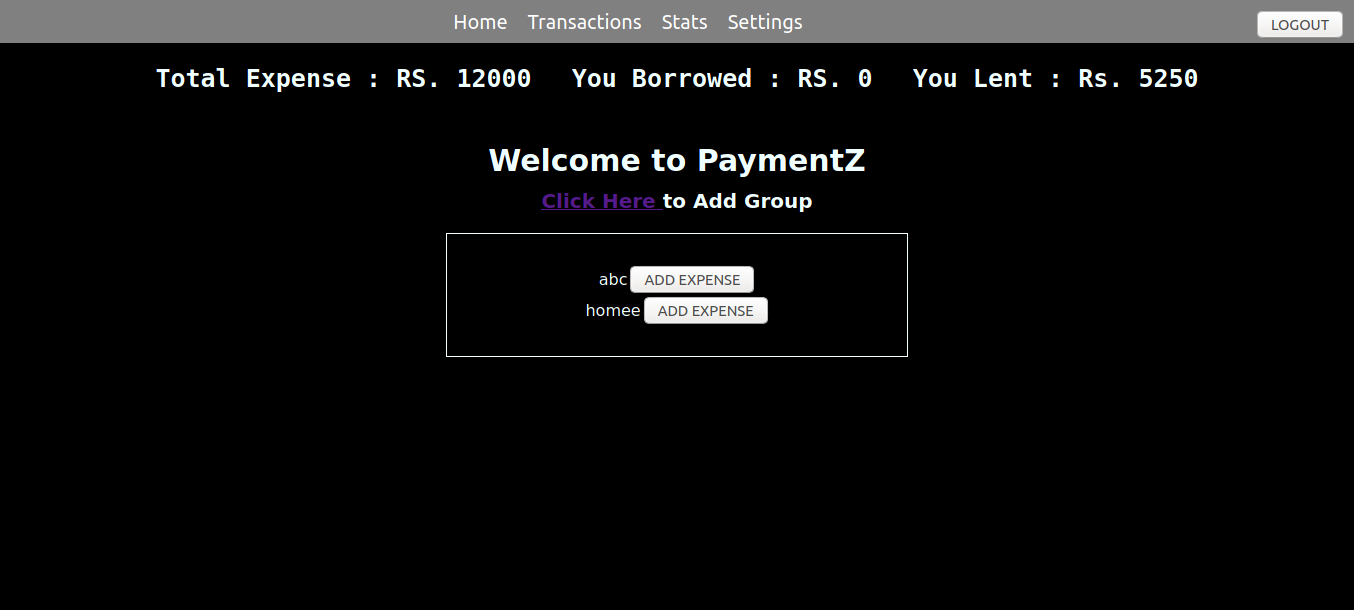 Home Transactions Stats Settings LOGOUT
Total Expense : RS. 12000 You Borrowed : RS. 0 You Lent : Rs. 5250
Welcome to PaymentZ
Click Here to Add Group
abc ADD EXPENSE
homee ADD EXPENSE